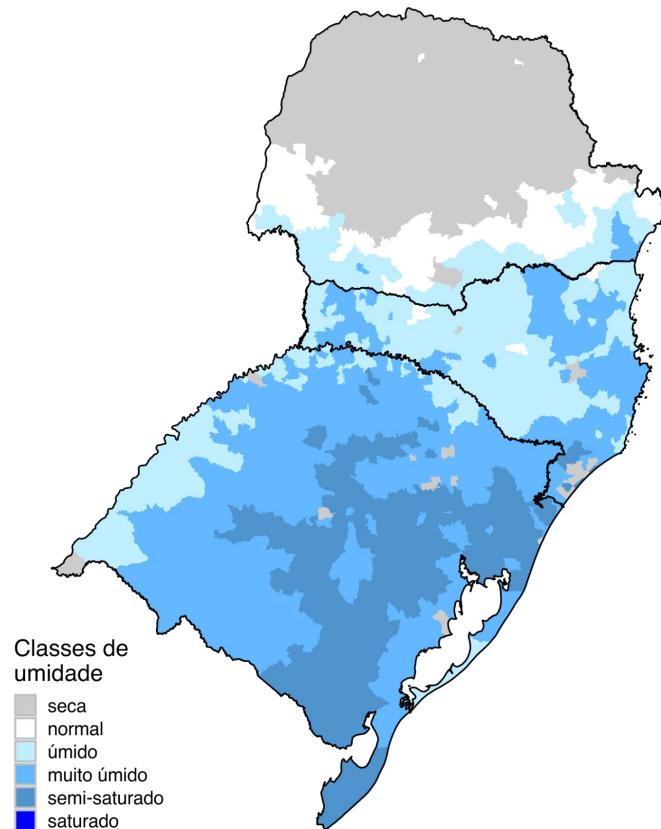 Classes de
umidade
seca
normal
úmido
muito úmido
semi-saturado
saturado